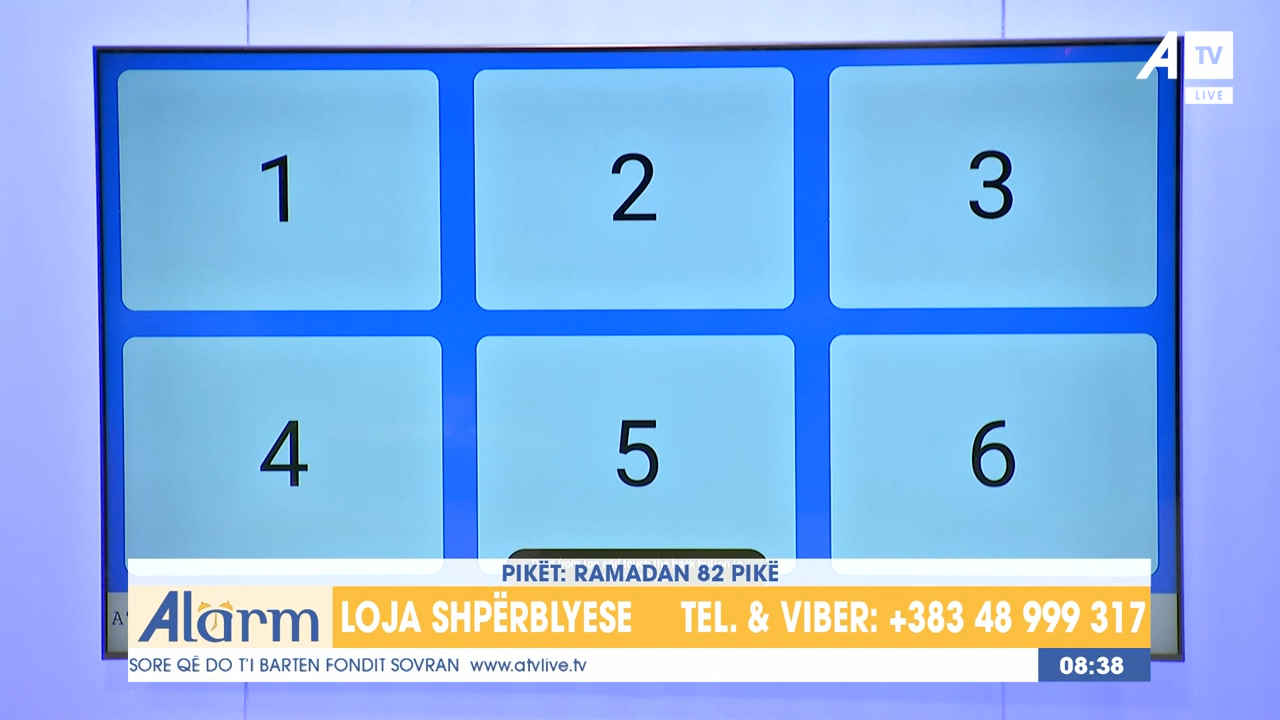 A TV
LIVE
1 2 3
4 5 6
PIKËT: RAMADAN 82 PIKË
Alarm LOJA SHPËRBLYESE TEL. & VIBER: +383 48 999 317
SORE QË DO T'I BARTEN FONDIT SOVRAN www.atvlive.tv 08:38